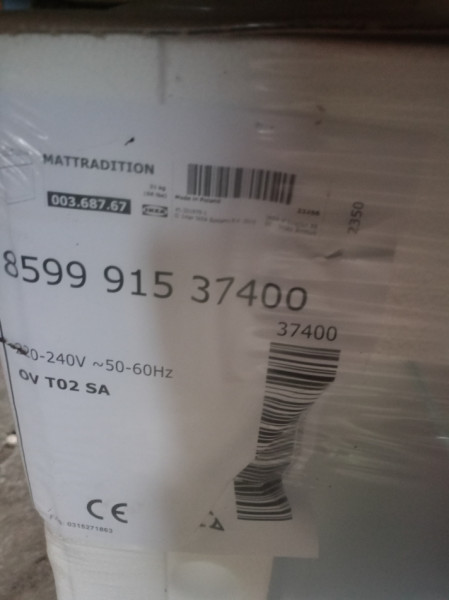 MATTRADITION
003.687.67
IKEA
Made in Poland
2350
8599 915 37400
37400
220-240V ~50-60Hz
OV T02 SA
CE